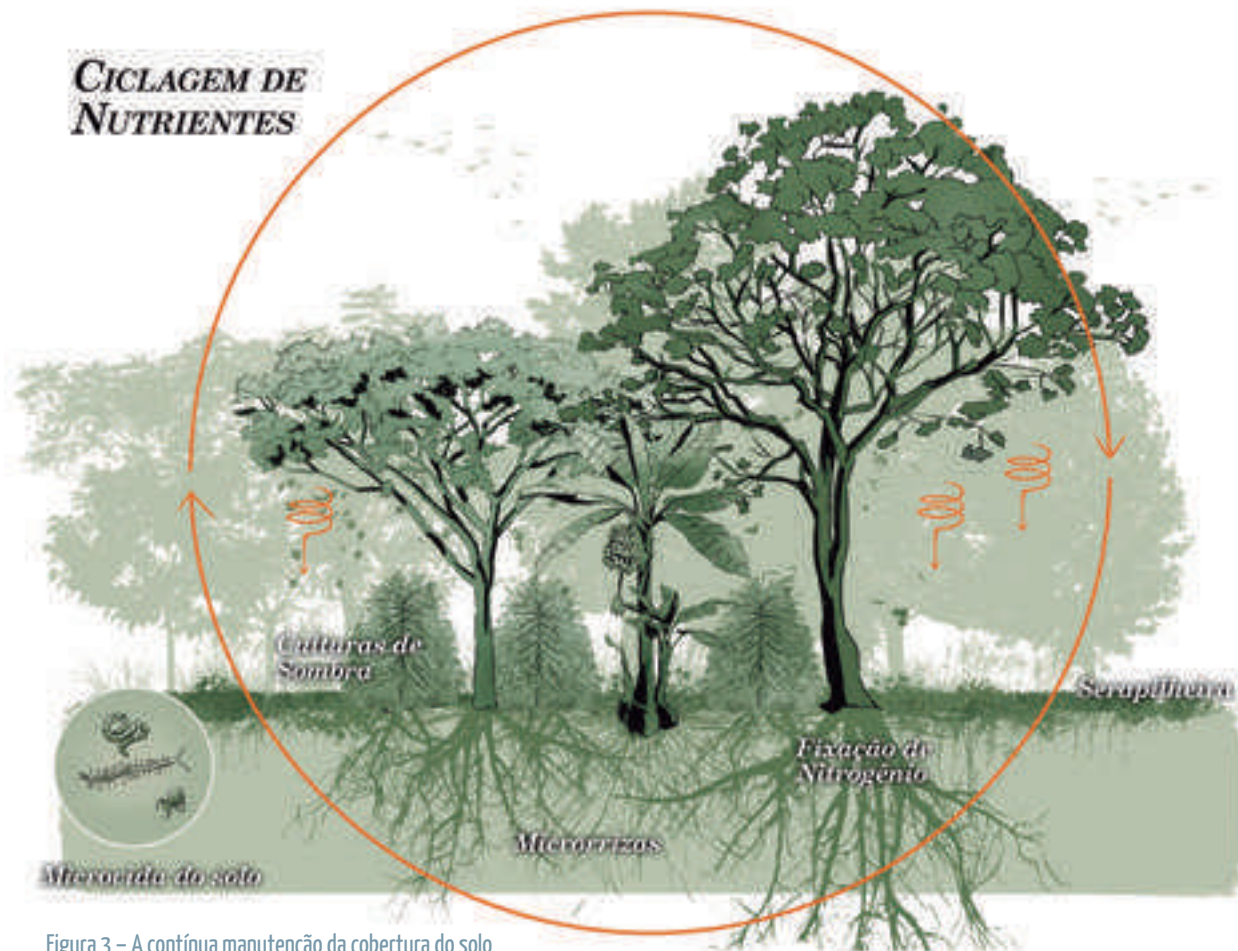 CICLAGEM DE
NUTRIENTES
Culturas de
Sombra
Serapilheira
Fixação de
Nitrogênio
Micorrizas
Microvida do solo
Figura 3 – A contínua manutenção da cobertura do solo